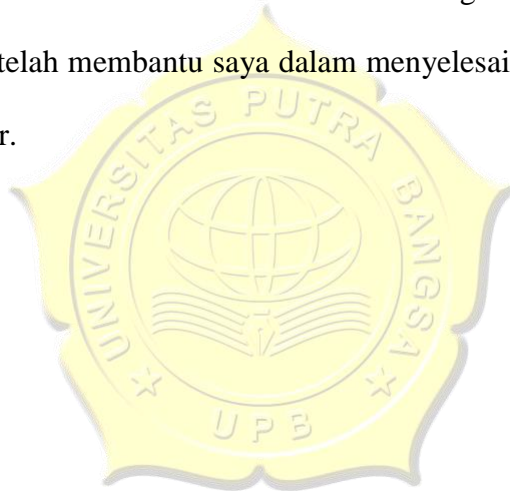 telah membantu saya dalam menyelesai
r.
UNIVERSITAS PUTRA BANGSA
UPB